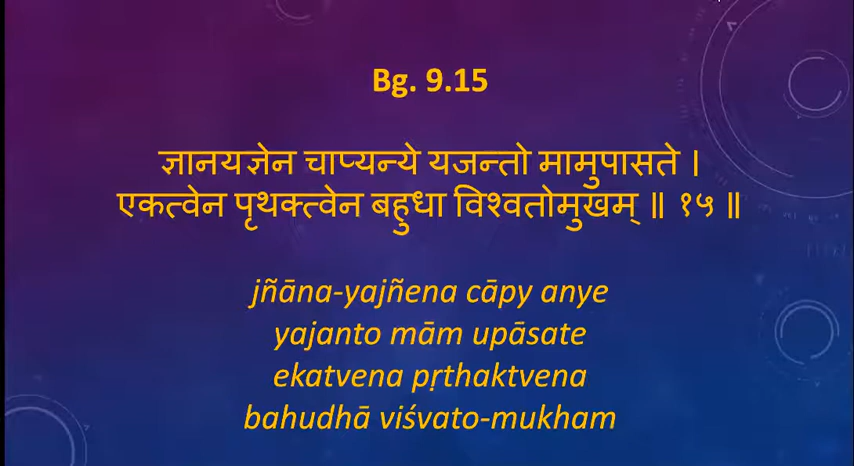 Bg. 9.15
ज्ञानयज्ञेन चाप्यन्ये यजन्तो मामुपासते ।
एकत्वेन पृथक्त्वेन बहुधा विश्वतोमुखम् ॥ १५ ॥
jñāna-yajñena cāpy anye
yajanto mām upāsate
ekatvena pṛthaktvena
bahudhā viśvato-mukham